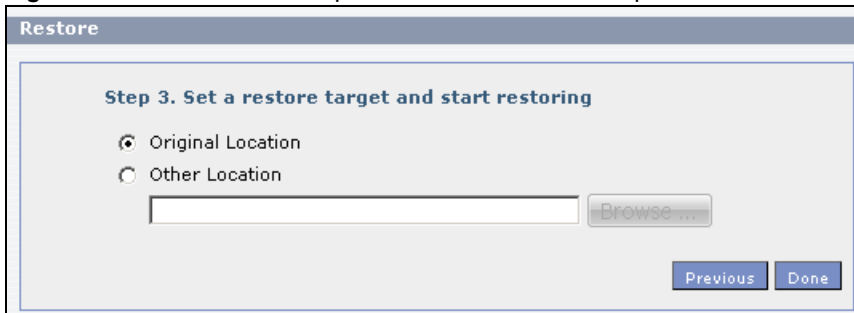 Restore
Step 3. Set a restore target and start restoring
Original Location
Other Location
Browse ...
Previous Done